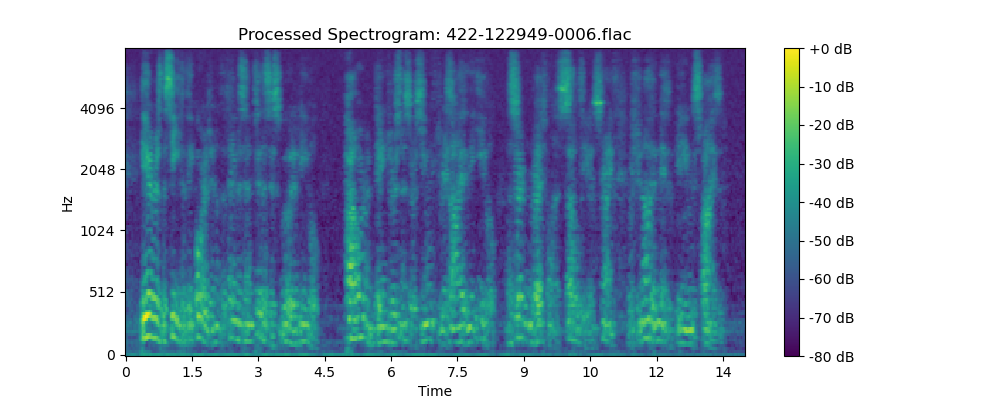 Processed Spectrogram: 422-122949-0006.flac
+0 dB
-10 dB
-20 dB
-30 dB
-40 dB
-50 dB
-60 dB
-70 dB
-80 dB
Hz
4096
2048
1024
512
0
0 1.5 3 4.5 6 7.5 9 10 12 14
Time